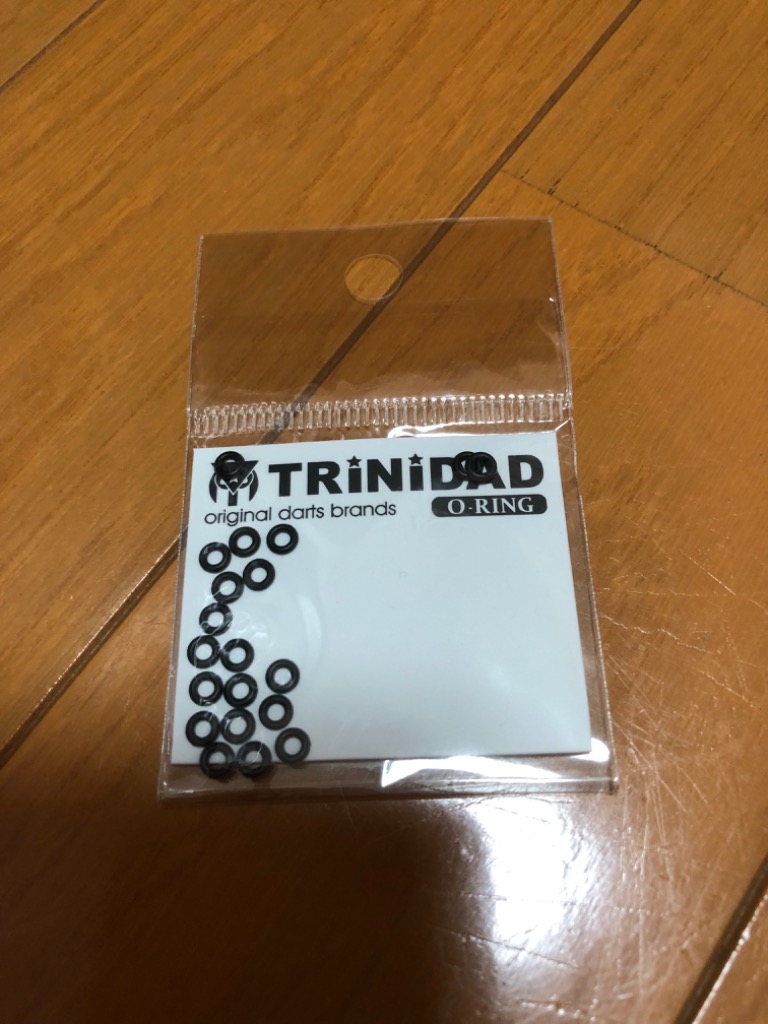 TRiNiDAD
original darts brands
O-RING